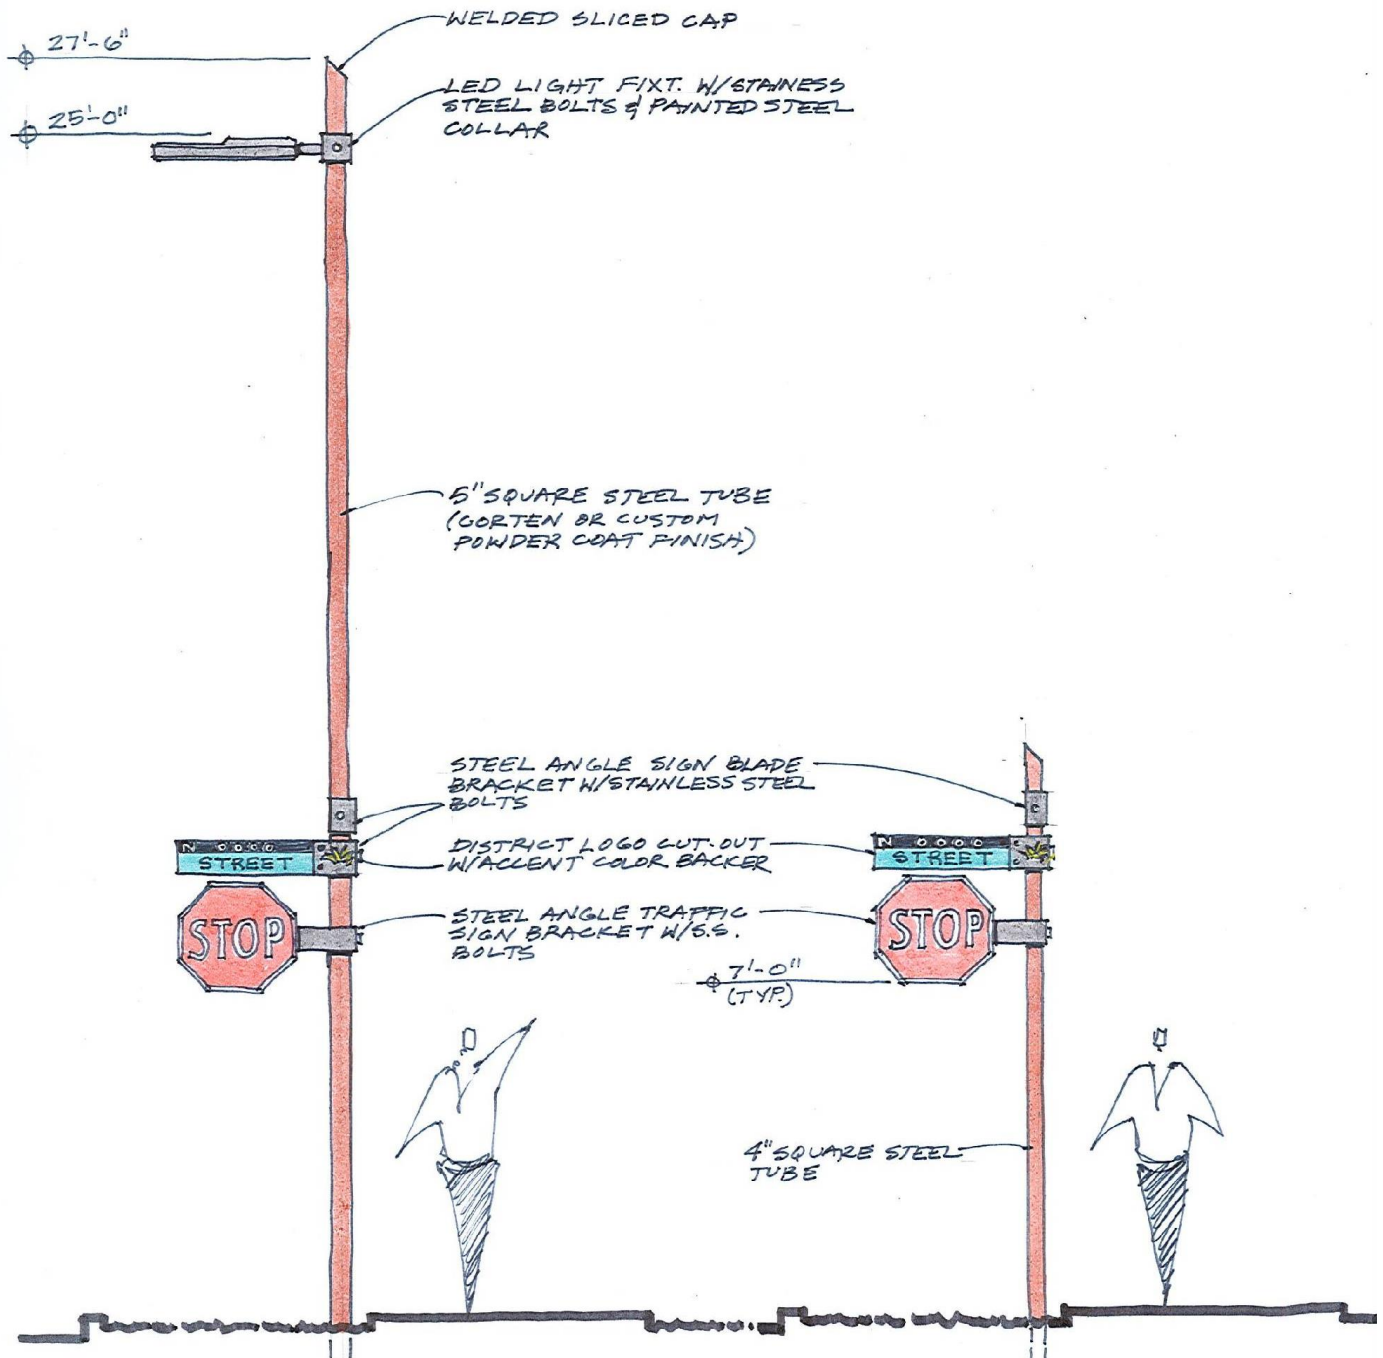 WELDED SLICED CAP
27'-6"
LED LIGHT FIXT. W/STAINESS
STEEL BOLTS & PAINTED STEEL
COLLAR
25'-0"
5" SQUARE STEEL TUBE
(CORTEN OR CUSTOM
POWDER COAT FINISH)
STEEL ANGLE SIGN BLADE
BRACKET W/STAINLESS STEEL
BOLTS
DISTRICT LOGO CUT-OUT
W/ACCENT COLOR BACKER
N 0000
STREET
N 0000
STREET
STEEL ANGLE TRAFFIC
SIGN BRACKET W/S.S.
BOLTS
STOP
STOP
7'-0"
(TYP.)
4" SQUARE STEEL
TUBE